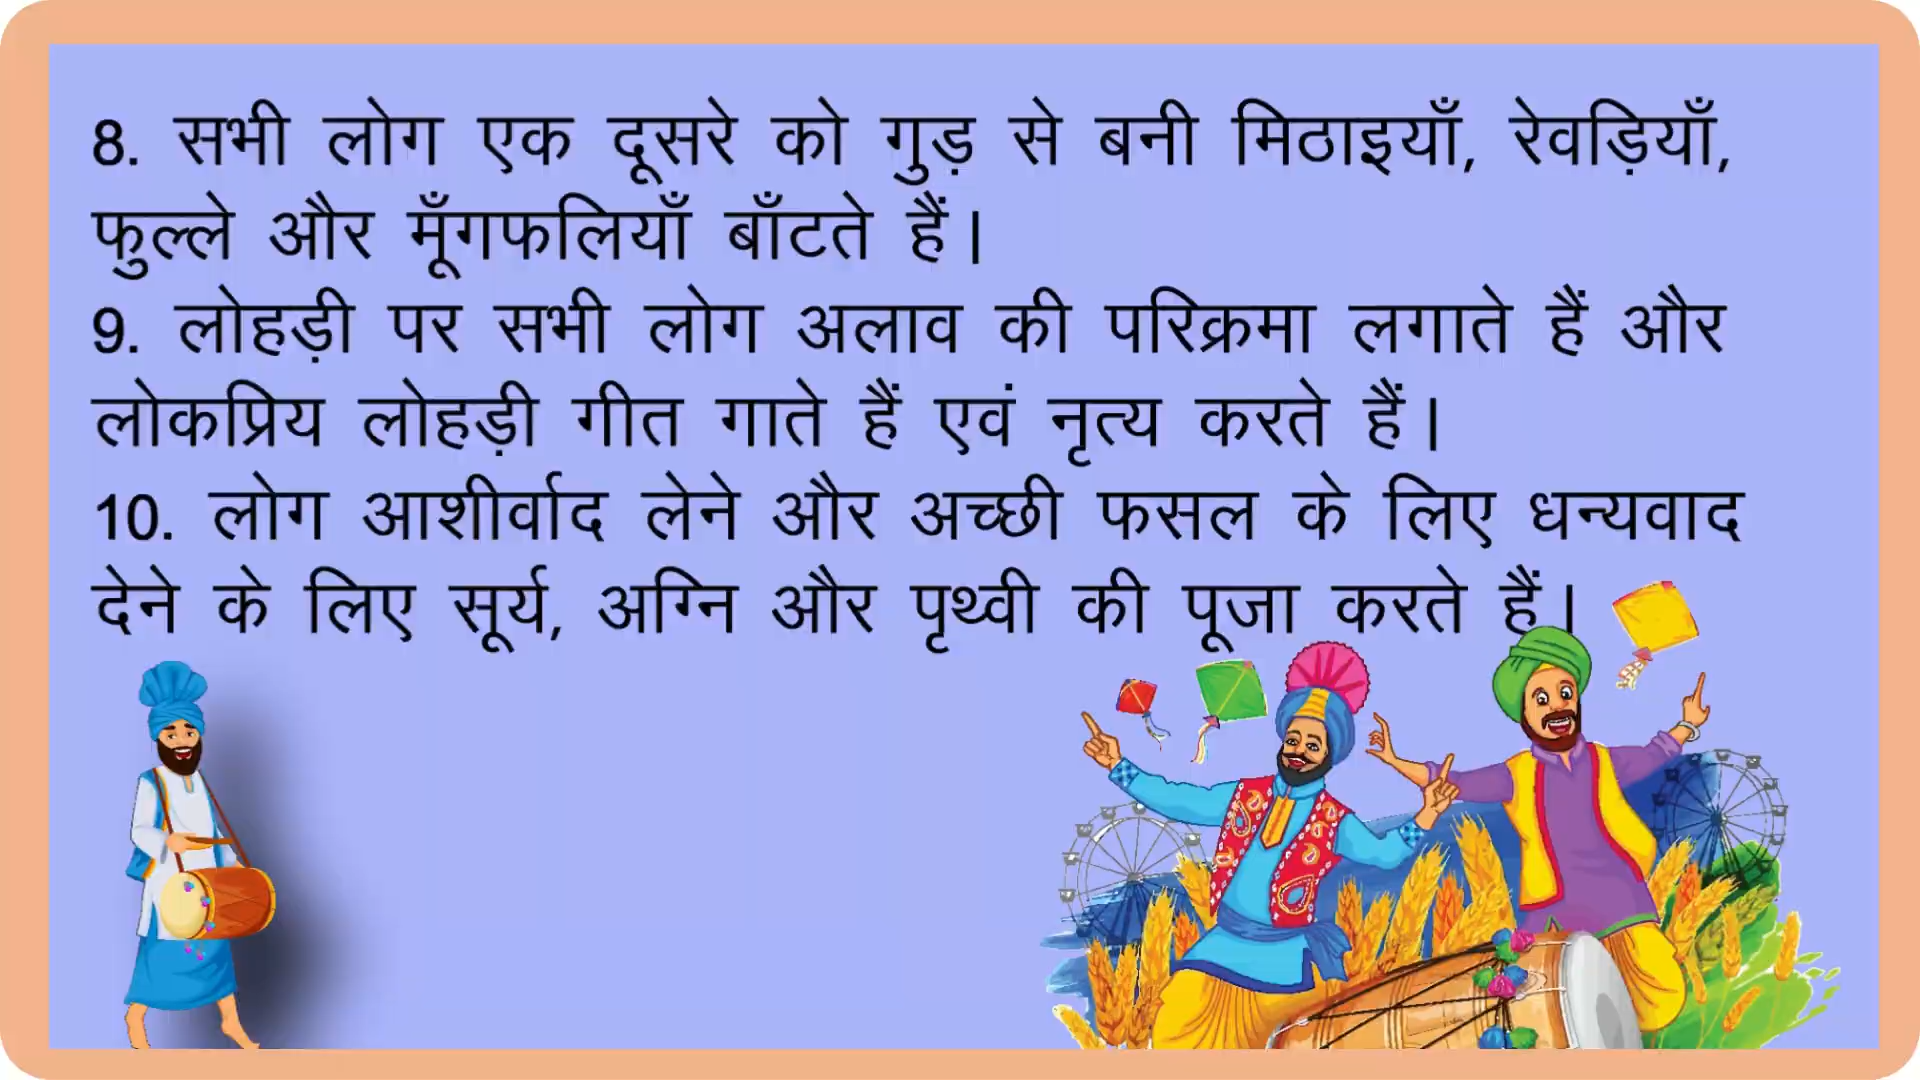 8. सभी लोग एक दूसरे को गुड़ से बनी मिठाइयाँ, रेवड़ियाँ,
फुल्ले और मूँगफलियाँ बाँटते हैं।
9. लोहड़ी पर सभी लोग अलाव की परिक्रमा लगाते हैं और
लोकप्रिय लोहड़ी गीत गाते हैं एवं नृत्य करते हैं।
10. लोग आशीर्वाद लेने और अच्छी फसल के लिए धन्यवाद
देने के लिए सूर्य, अग्नि और पृथ्वी की पूजा करते हैं।